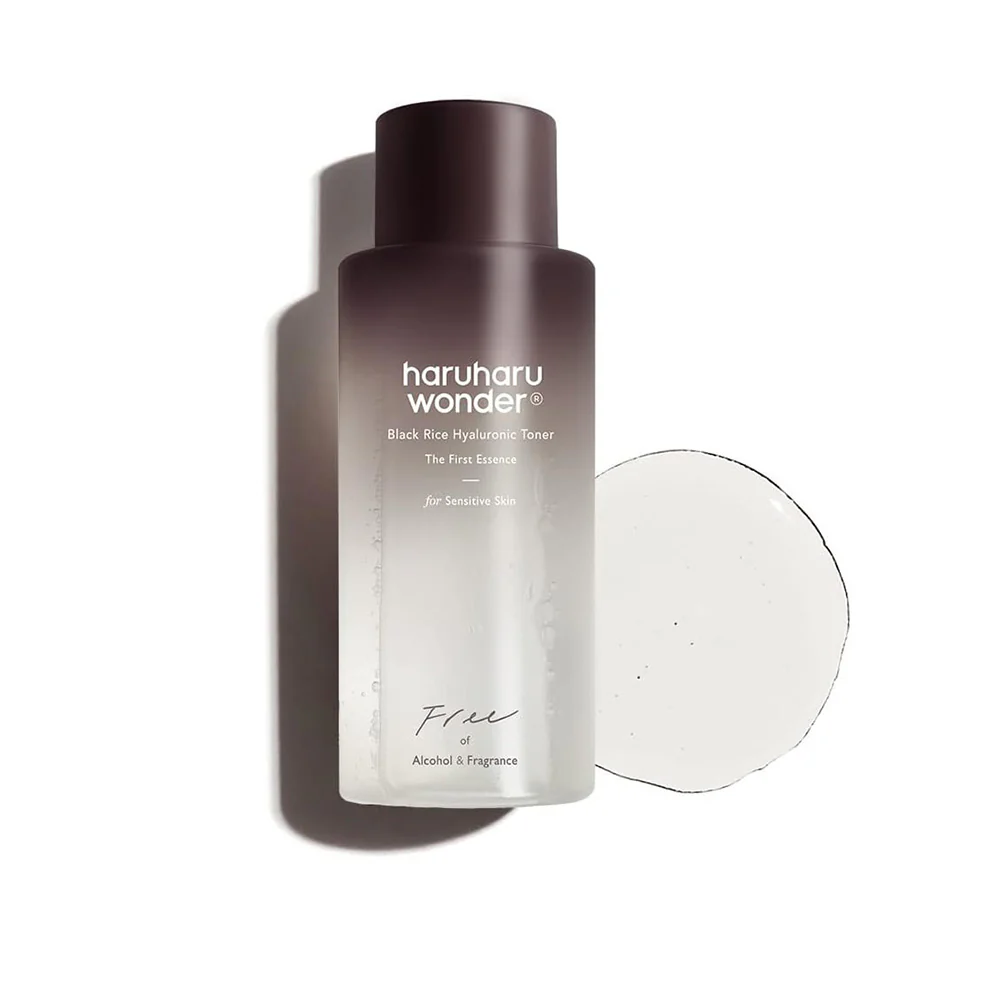 haruharu
wonder®
Black Rice Hyaluronic Toner
The First Essence
for Sensitive Skin
Free
of
Alcohol & Fragrance